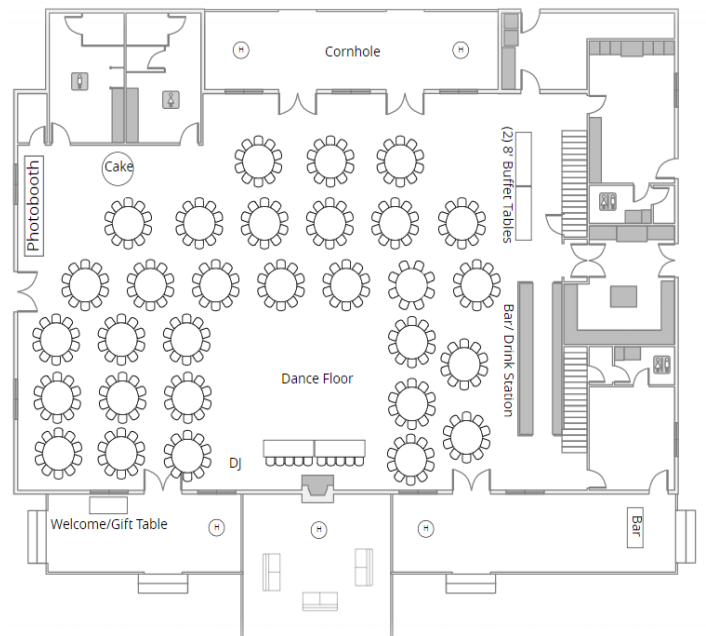 H
Cornhole
H
Cake
Photobooth
(2) 8' Buffet Tables
Bar/ Drink Station
Dance Floor
DJ
Welcome/Gift Table
H
H
H
Bar